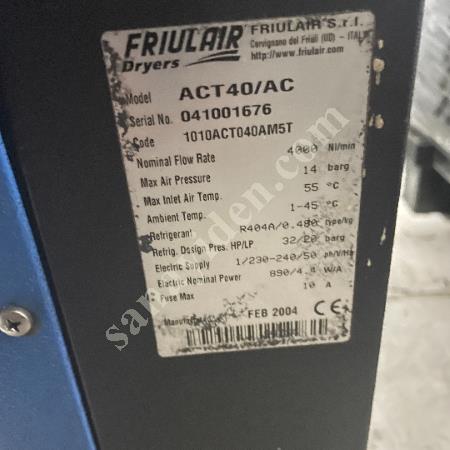 FRIULAIR
Dryers
FRIULAIR S.r.l.
Cervignano del Friuli (UD) - ITALY
http://www.friulair.com
Model ACT40/AC
Serial No. 041001676
Code 1010ACT040AM5T
Nominal Flow Rate 4000 Nl/min
Max Air Pressure 14 barg
Max Inlet Air Temp. 55 °C
Ambient Temp. 1-45 °C
Refrigerant R404A/0.480 type/kg
Refrig. Design Pres. HP/LP 32/20 barg
Electric Supply 1/230-240/50 ph/V/Hz
Electric Nominal Power 890/4.4 W/A
Fuse Max 10 A
FEB 2004 CE